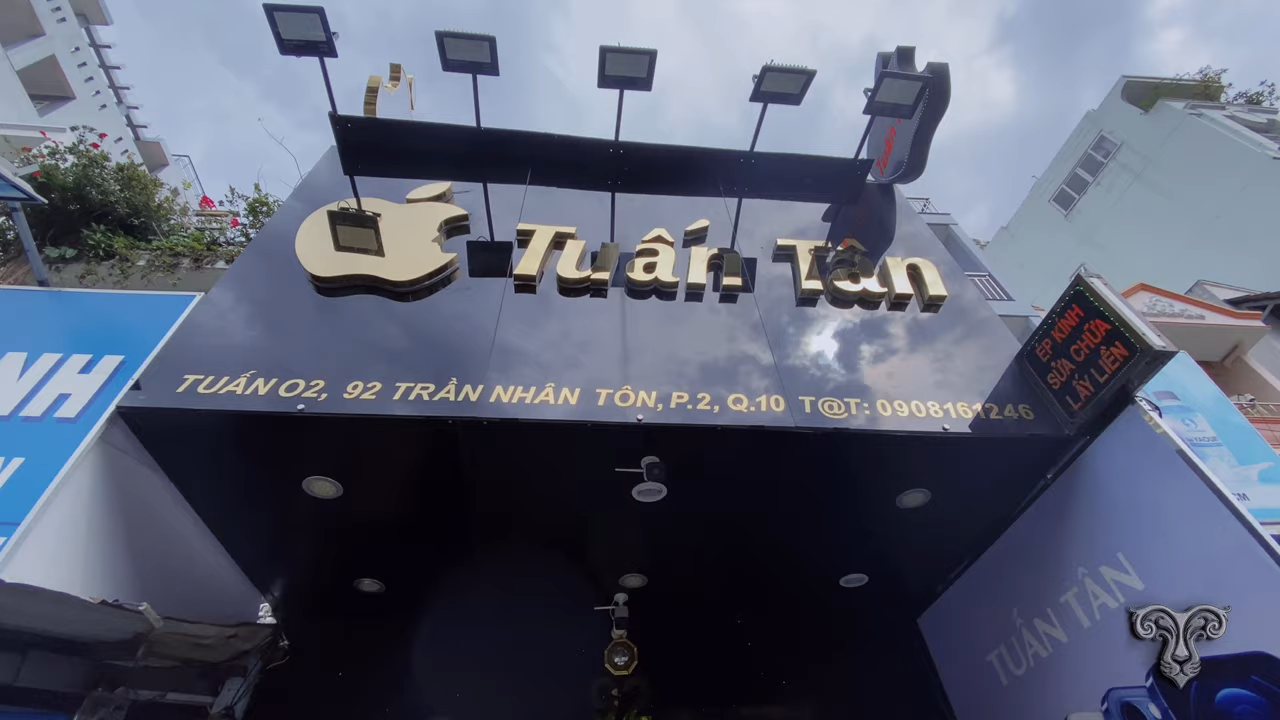 Tuấn Tân
TUẤN O2, 92 TRẦN NHÂN TÔN, P.2, Q.10 T@T: 0908161246
ÉP KÍNH
SỬA CHỮA
LẤY LIỀN
NH
TUẤN TÂN